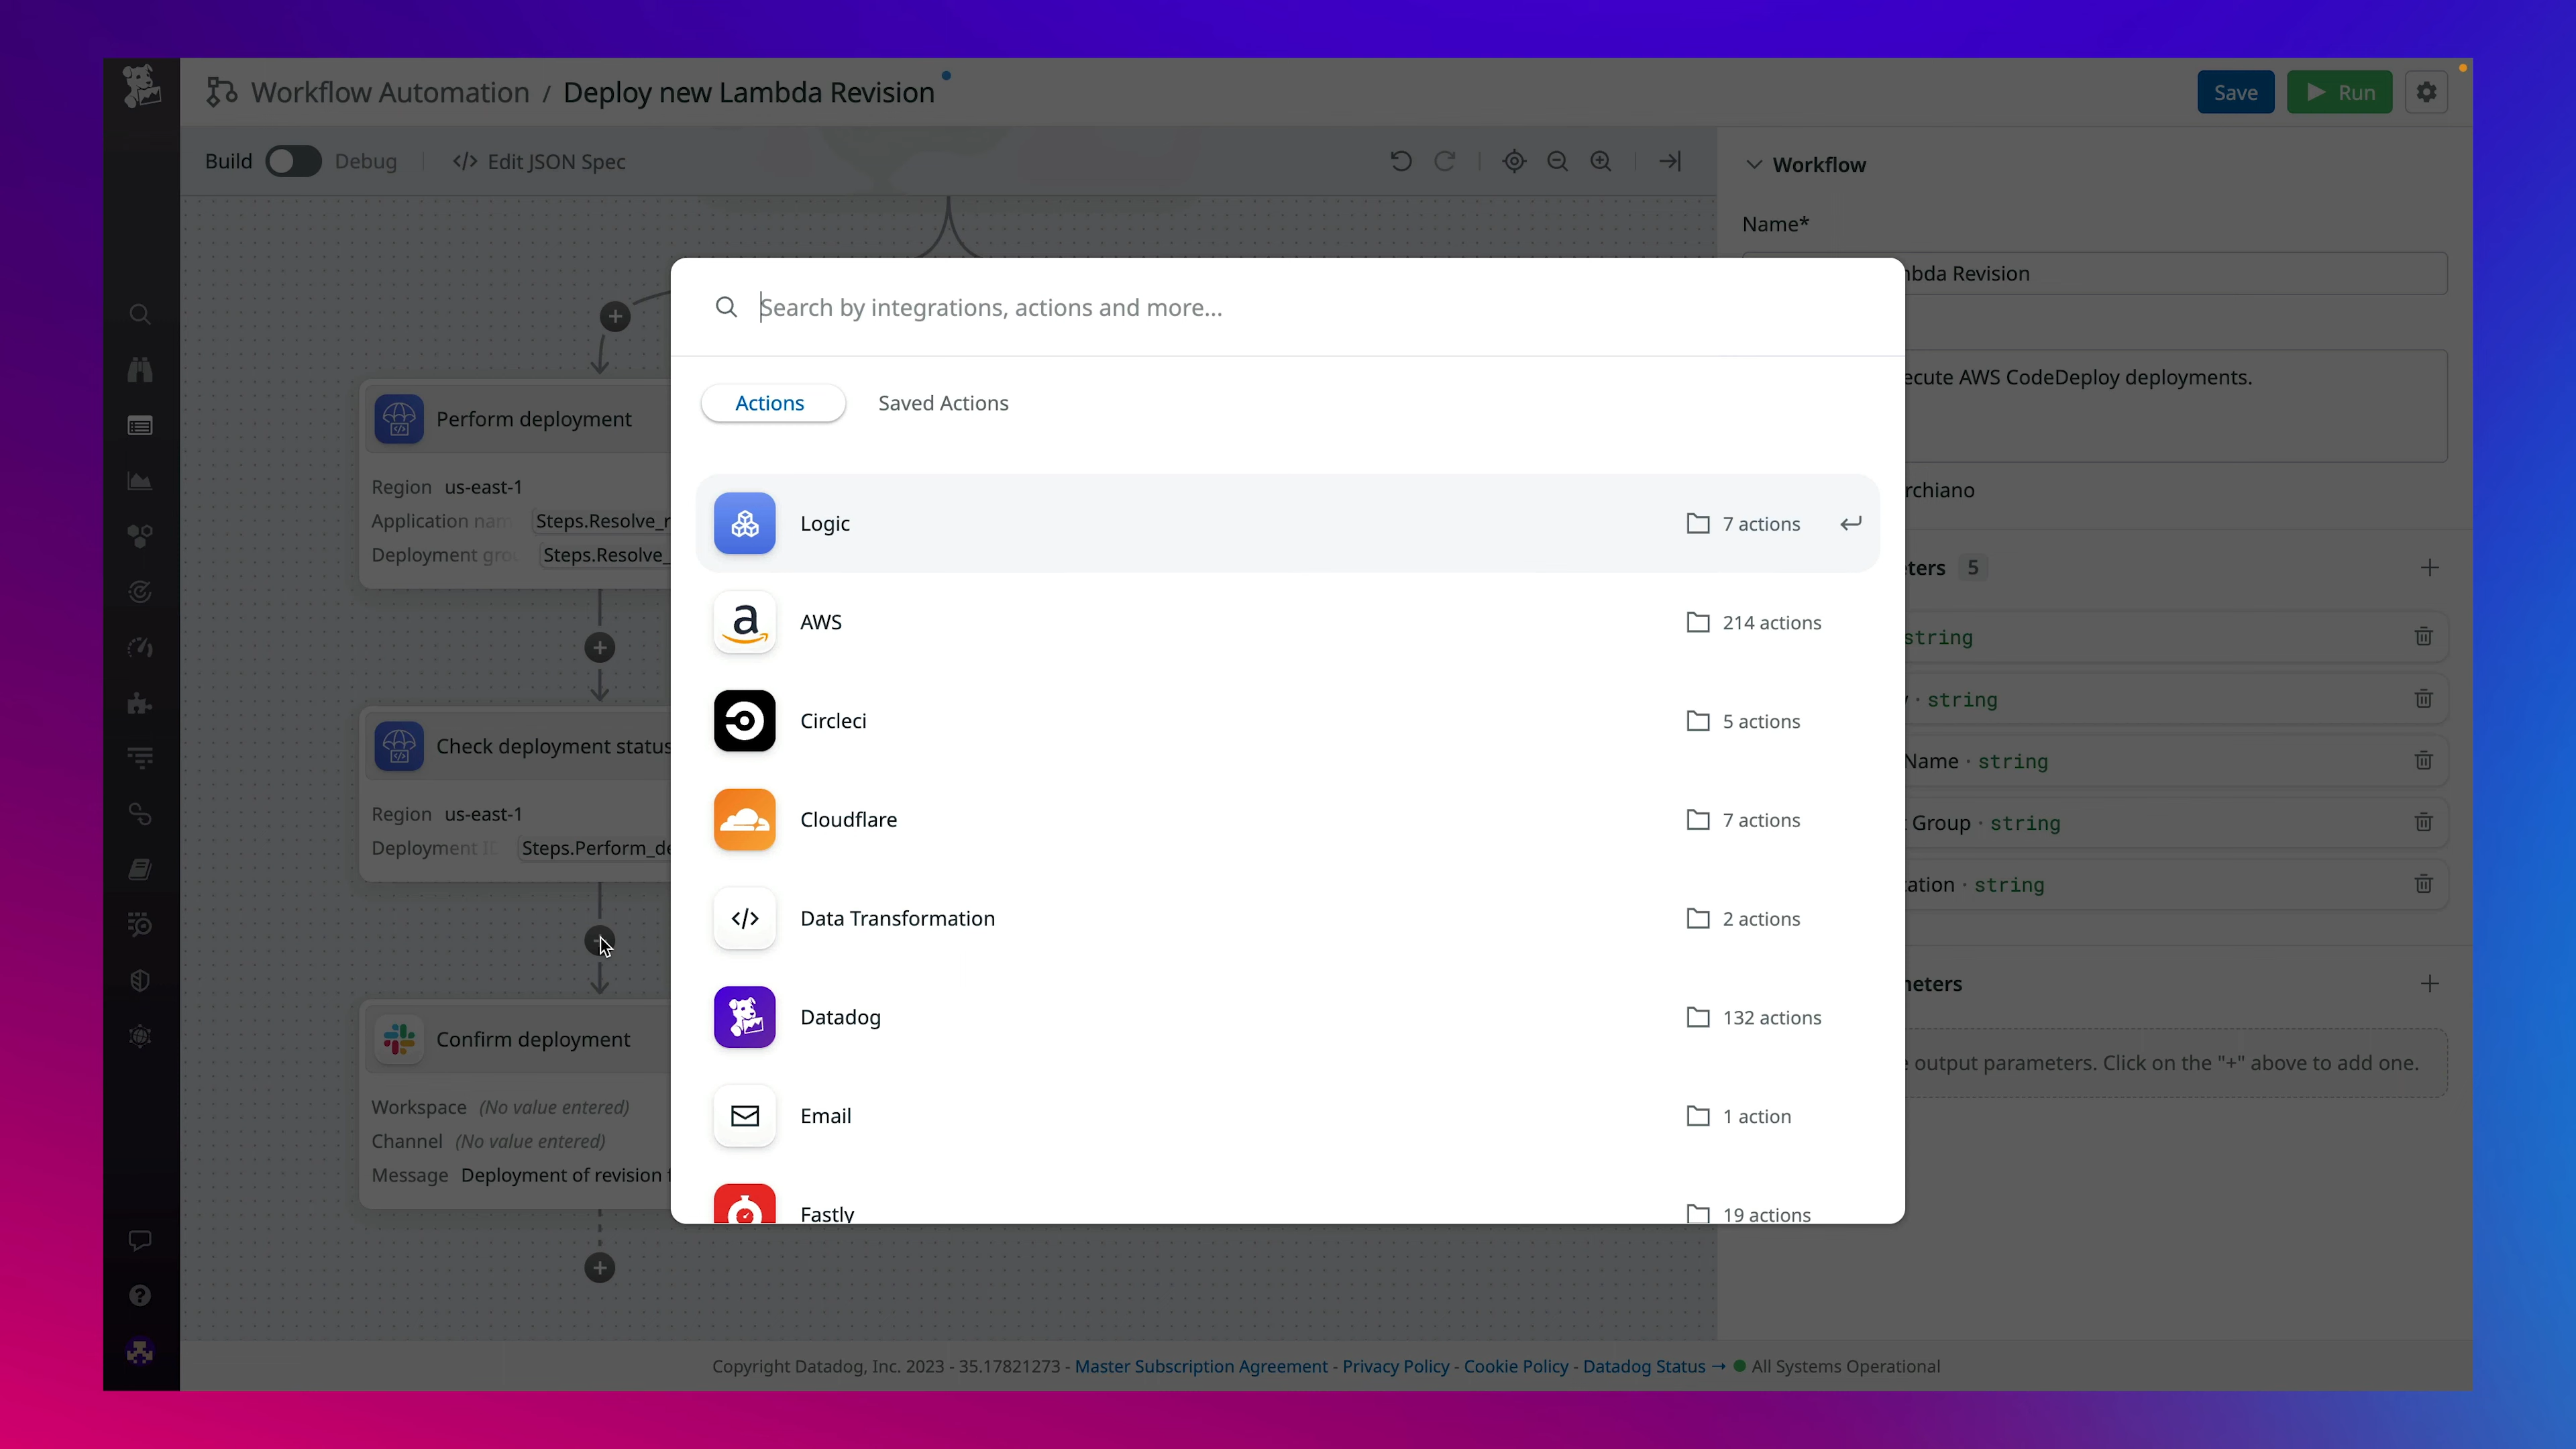 Workflow Automation / Deploy new Lambda Revision
Save
Run
Build
Debug
</> Edit JSON Spec
Workflow
Name*
bda Revision
ecute AWS CodeDeploy deployments.
rchiano
ters 5
string
· string
Name · string
Group · string
ation · string
neters
output parameters. Click on the "+" above to add one.
Perform deployment
Region us-east-1
Application nam Steps.Resolve_r
Deployment gro Steps.Resolve_
Check deployment status
Region us-east-1
Deployment I Steps.Perform_de
Confirm deployment
Workspace (No value entered)
Channel (No value entered)
Message Deployment of revision f
Search by integrations, actions and more...
Actions
Saved Actions
Logic 7 actions
AWS 214 actions
Circleci 5 actions
Cloudflare 7 actions
Data Transformation 2 actions
Datadog 132 actions
Email 1 action
Fastly 19 actions
Copyright Datadog, Inc. 2023 - 35.17821273 - Master Subscription Agreement - Privacy Policy - Cookie Policy - Datadog Status → All Systems Operational